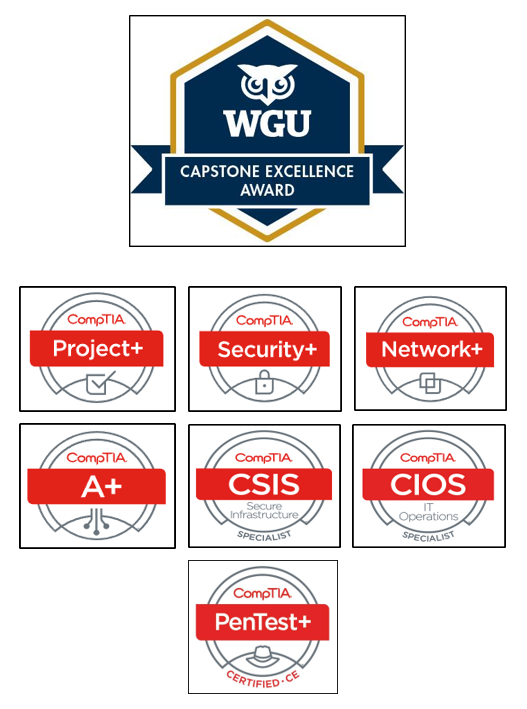 WGU
CAPSTONE EXCELLENCE
AWARD
CompTIA.
Project+
CompTIA.
Security+
CompTIA.
Network+
CompTIA.
A+
CompTIA.
CSIS
Secure
Infrastructure
SPECIALIST
CompTIA.
CIOS
IT
Operations
SPECIALIST
CompTIA.
PenTest+
CERTIFIED・CE